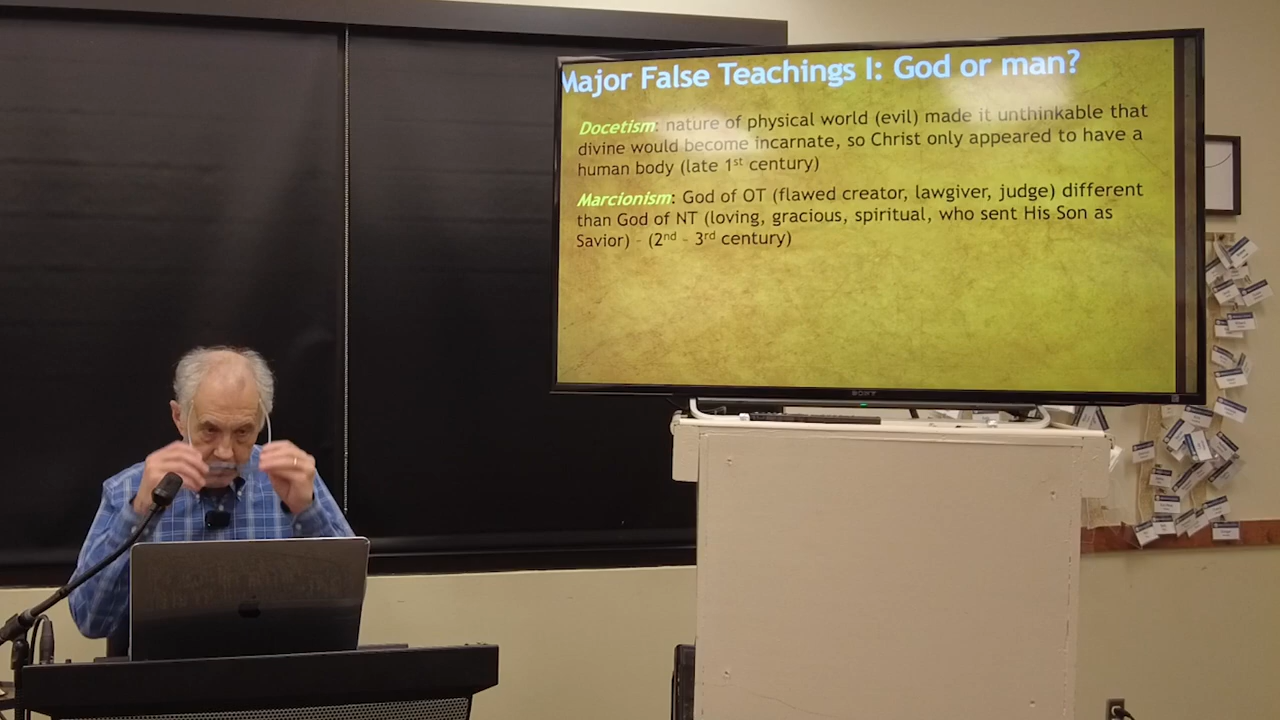 Major False Teachings I: God or man?
Docetism: nature of physical world (evil) made it unthinkable that
divine would become incarnate, so Christ only appeared to have a
human body (late 1st century)
Marcionism: God of OT (flawed creator, lawgiver, judge) different
than God of NT (loving, gracious, spiritual, who sent His Son as
Savior) - (2nd - 3rd century)
SONY